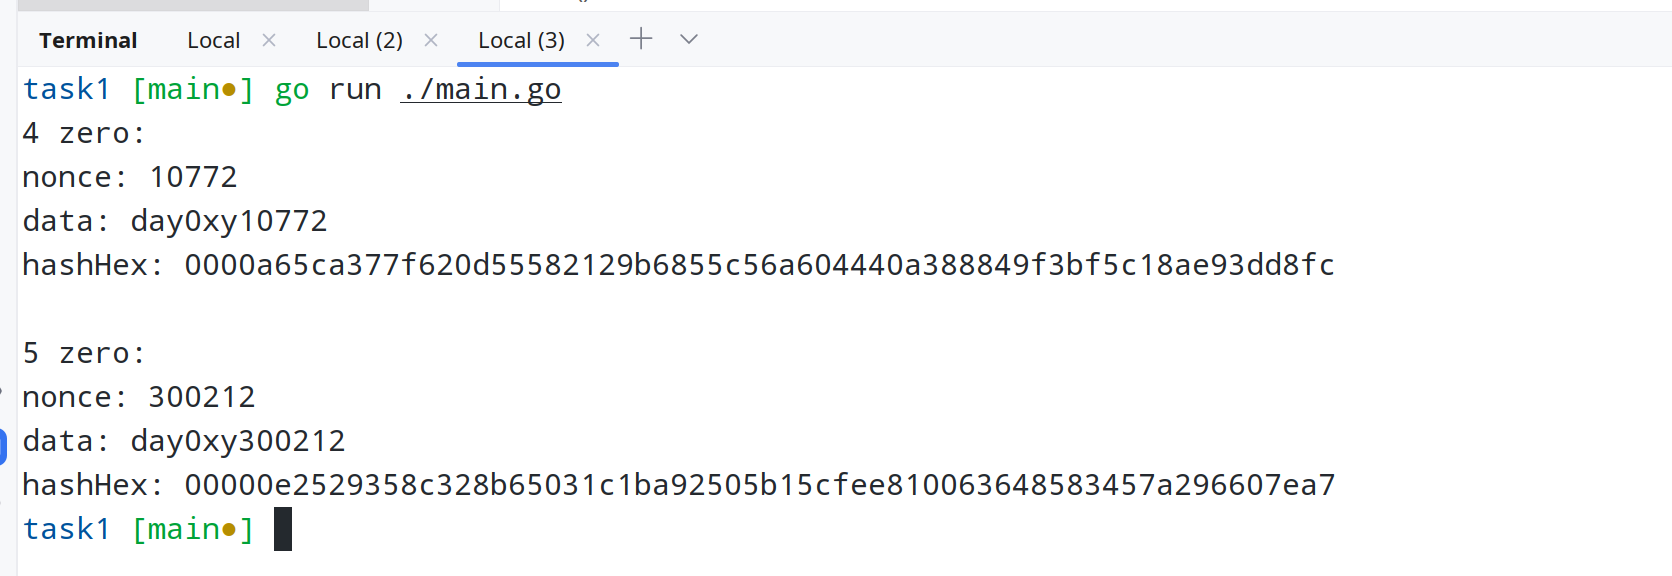 Terminal Local Local (2) Local (3)
task1 [main●] go run ./main.go
4 zero:
nonce: 10772
data: day0xy10772
hashHex: 0000a65ca377f620d55582129b6855c56a604440a388849f3bf5c18ae93dd8fc
5 zero:
nonce: 300212
data: day0xy300212
hashHex: 00000e2529358c328b65031c1ba92505b15cfee810063648583457a296607ea7
task1 [main●]